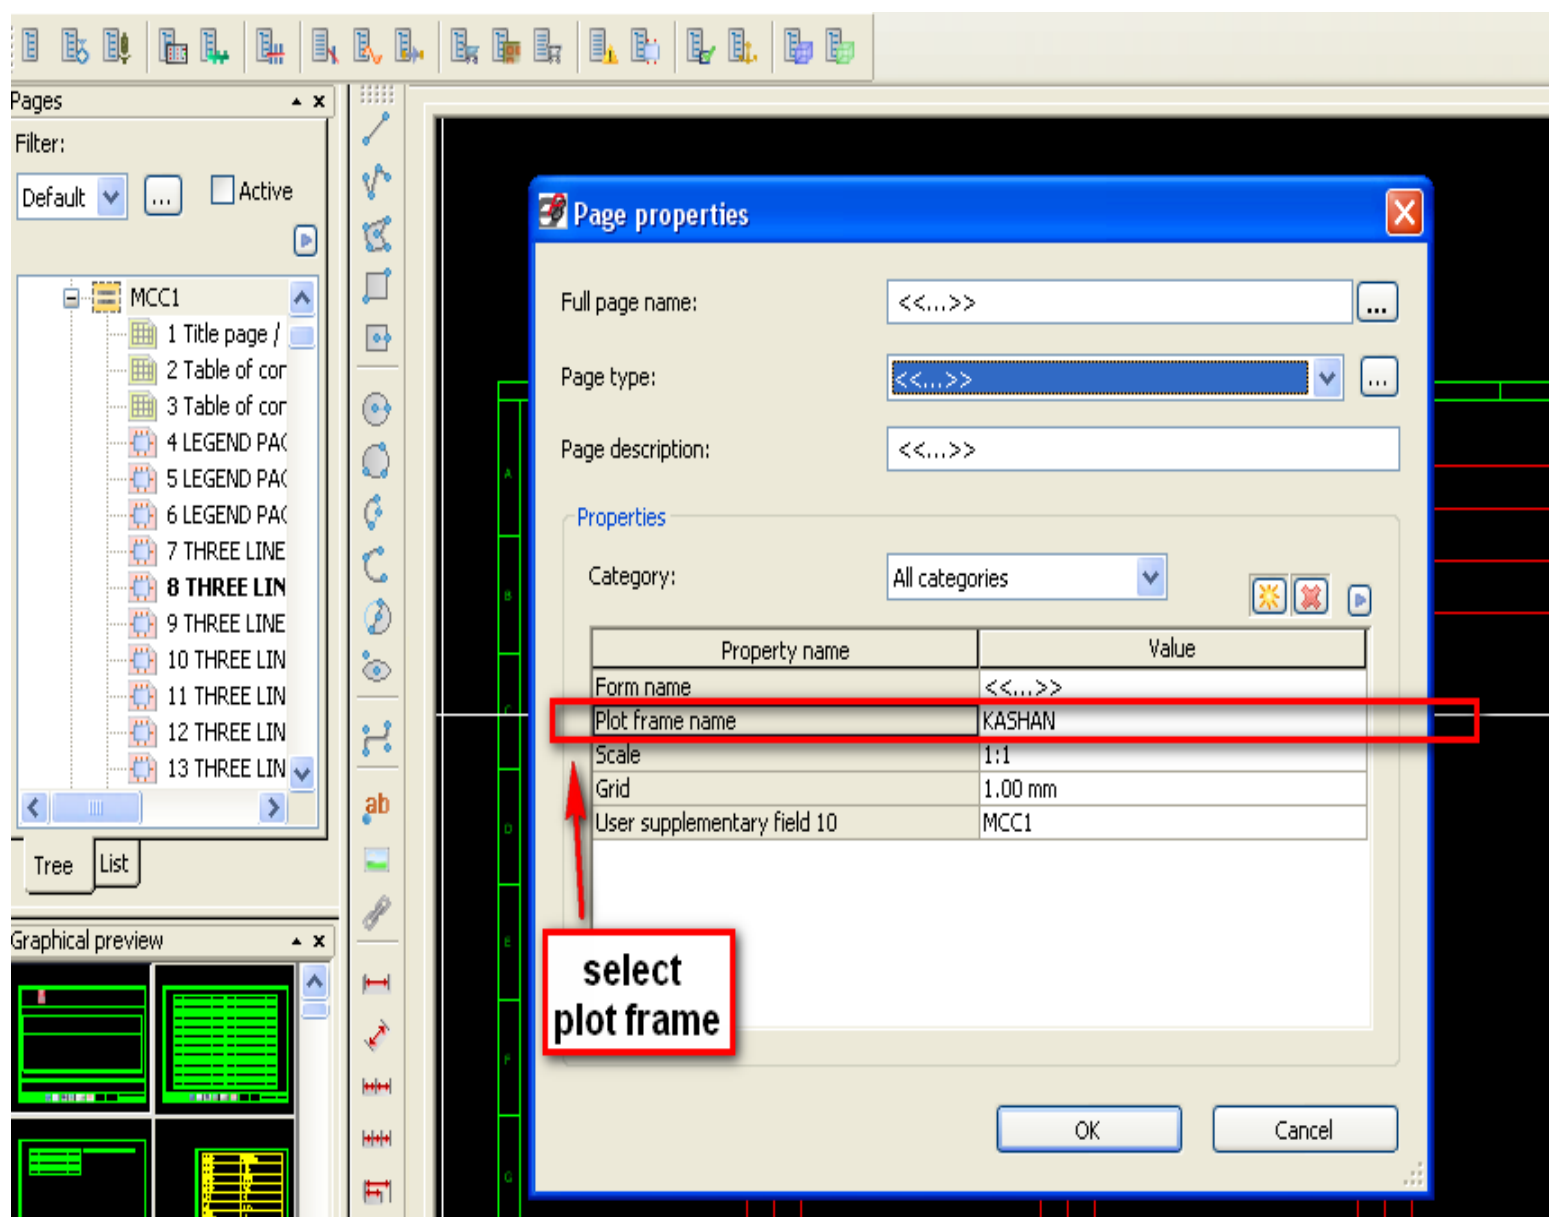 Pages
Filter:
Default
...
Active
MCC1
1 Title page /
2 Table of cor
3 Table of cor
4 LEGEND PAG
5 LEGEND PAG
6 LEGEND PAG
7 THREE LINE
8 THREE LIN
9 THREE LINE
10 THREE LIN
11 THREE LIN
12 THREE LIN
13 THREE LIN
Tree
List
Graphical preview
ab
A
B
C
D
E
F
G
Page properties
Full page name:
<<...>>
...
Page type:
<<...>>
...
Page description:
<<...>>
Properties
Category:
All categories
Property name Value
Form name <<...>>
Plot frame name KASHAN
Scale 1:1
Grid 1.00 mm
User supplementary field 10 MCC1
select
plot frame
OK
Cancel